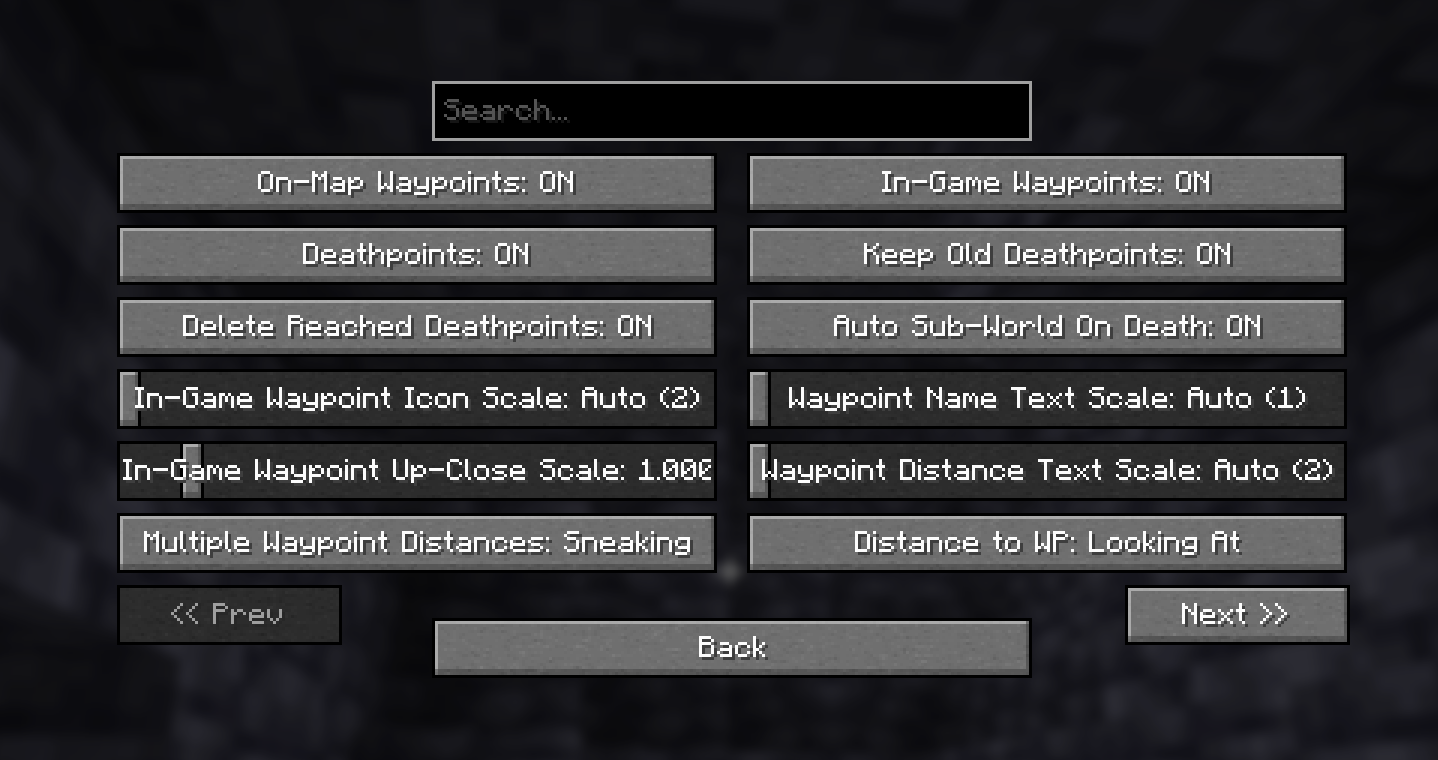 Search...
On-Map Waypoints: ON
In-Game Waypoints: ON
Deathpoints: ON
Keep Old Deathpoints: ON
Delete Reached Deathpoints: ON
Auto Sub-World On Death: ON
In-Game Waypoint Icon Scale: Auto (2)
Waypoint Name Text Scale: Auto (1)
In-Game Waypoint Up-Close Scale: 1.000
Waypoint Distance Text Scale: Auto (2)
Multiple Waypoint Distances: Sneaking
Distance to WP: Looking At
<< Prev
Next >>
Back